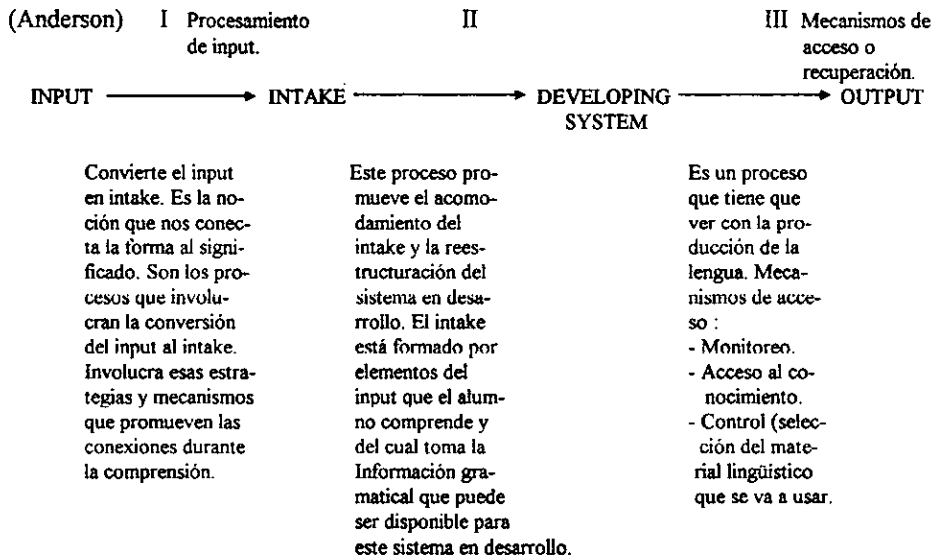 (Anderson) I Procesamiento de input.
II
III Mecanismos de acceso o recuperación.
INPUT INTAKE DEVELOPING SYSTEM OUTPUT
Convierte el input
en intake. Es la no-
ción que nos conec-
ta la forma al signi-
ficado. Son los pro-
cesos que involu-
cran la conversión
del input al intake.
Involucra esas estra-
tegias y mecanismos
que promueven las
conexiones durante
la comprensión.
Este proceso pro-
mueve el acomo-
damiento del
intake y la rees-
tructuración del
sistema en desa-
rrollo. El intake
está formado por
elementos del
input que el alum-
no comprende y
del cual toma la
Información gra-
matical que puede
ser disponible para
este sistema en desarrollo.
Es un proceso
que tiene que
ver con la pro-
ducción de la
lengua. Meca-
nismos de acce-
so :
- Monitoreo.
- Acceso al co-
nocimiento.
- Control (selec-
ción del mate-
rial lingüístico
que se va a usar.